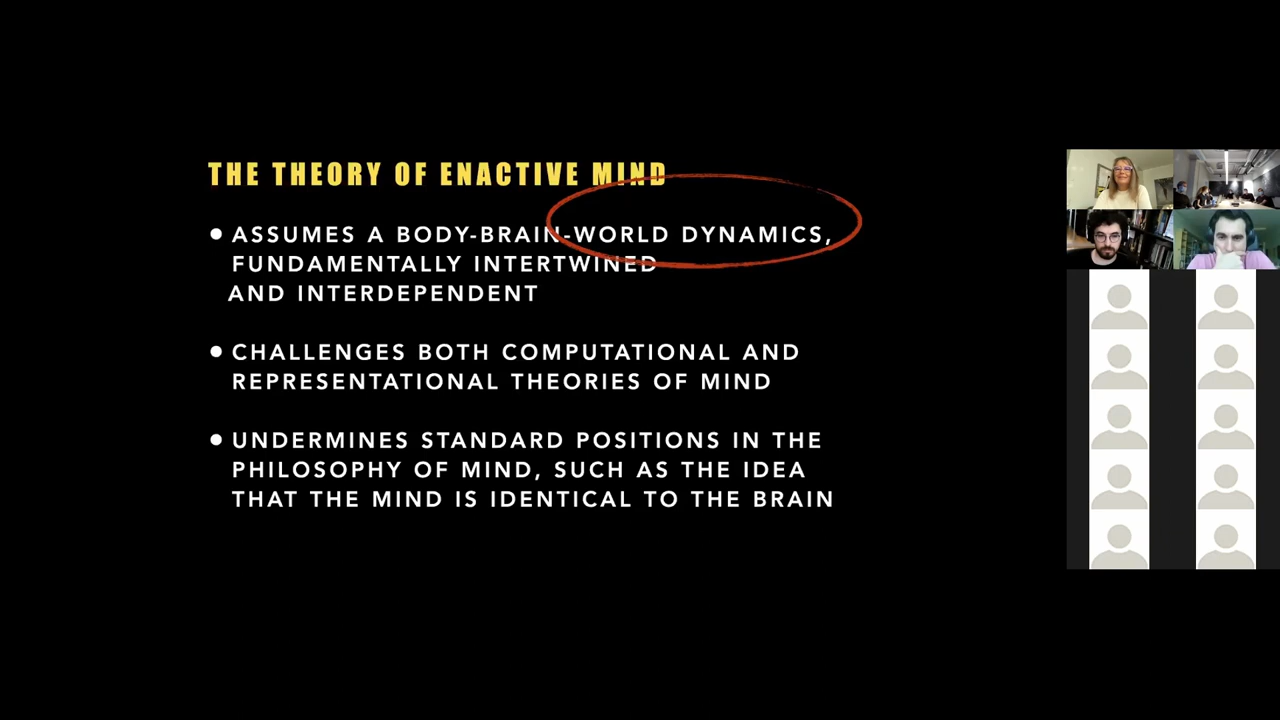 THE THEORY OF ENACTIVE MIND
• ASSUMES A BODY-BRAIN-WORLD DYNAMICS,
FUNDAMENTALLY INTERTWINED
AND INTERDEPENDENT
• CHALLENGES BOTH COMPUTATIONAL AND
REPRESENTATIONAL THEORIES OF MIND
• UNDERMINES STANDARD POSITIONS IN THE
PHILOSOPHY OF MIND, SUCH AS THE IDEA
THAT THE MIND IS IDENTICAL TO THE BRAIN